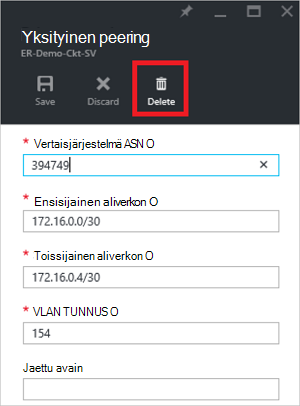 Yksityinen peering
ER-Demo-Ckt-SV
Save
Discard
Delete
* Vertaisjärjestelmä ASN O
394749
* Ensisijainen aliverkon O
172.16.0.0/30
* Toissijainen aliverkon O
172.16.0.4/30
* VLAN TUNNUS O
154
Jaettu avain